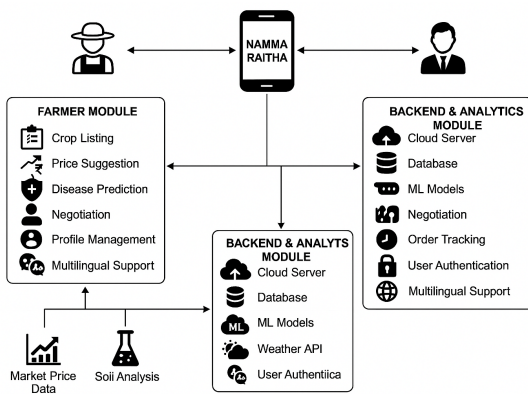 NAMMA
RAITHA
FARMER MODULE
Crop Listing
Price Suggestion
Disease Prediction
Negotiation
Profile Management
Multilingual Support
BACKEND & ANALYTICS
MODULE
Cloud Server
Database
ML Models
Negotiation
Order Tracking
User Authentication
Multilingual Support
BACKEND & ANALYTS
MODULE
Cloud Server
Database
ML
ML Models
Weather API
User Authentiica
Market Price
Data
Soii Analysis